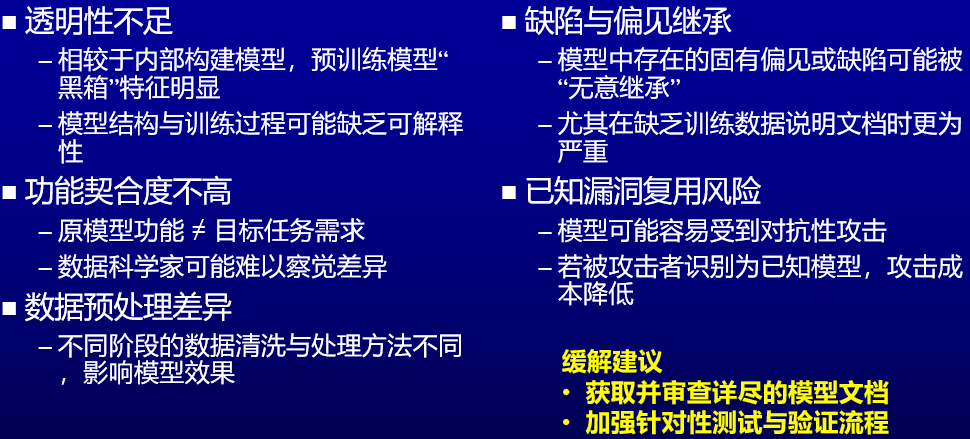 ■ 透明性不足
– 相较于内部构建模型，预训练模型“
黑箱”特征明显
– 模型结构与训练过程可能缺乏可解释
性
■ 功能契合度不高
– 原模型功能 ≠ 目标任务需求
– 数据科学家可能难以察觉差异
■ 数据预处理差异
– 不同阶段的数据清洗与处理方法不同
，影响模型效果
■ 缺陷与偏见继承
– 模型中存在的固有偏见或缺陷可能被
“无意继承”
– 尤其在缺乏训练数据说明文档时更为
严重
■ 已知漏洞复用风险
– 模型可能容易受到对抗性攻击
– 若被攻击者识别为已知模型，攻击成
本降低
缓解建议
• 获取并审查详尽的模型文档
• 加强针对性测试与验证流程